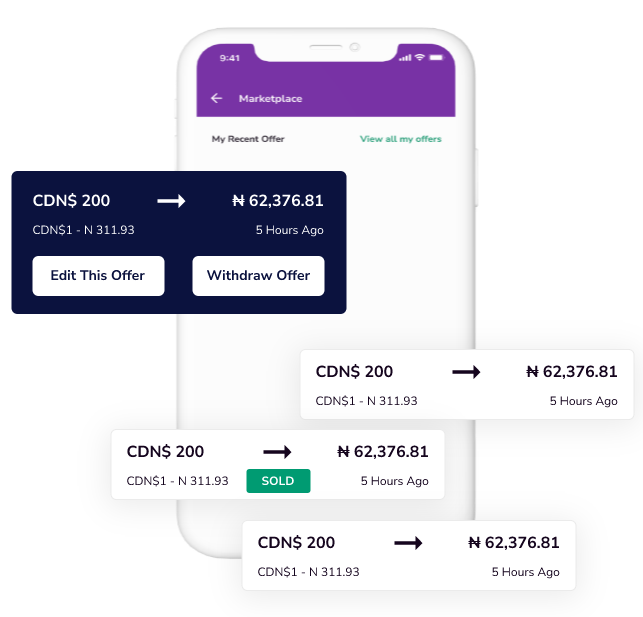 9:41
Marketplace
My Recent Offer View all my offers
CDN$ 200 ₦ 62,376.81
CDN$1 - N 311.93 5 Hours Ago
Edit This Offer Withdraw Offer
CDN$ 200 ₦ 62,376.81
CDN$1 - N 311.93 5 Hours Ago
CDN$ 200 ₦ 62,376.81
CDN$1 - N 311.93 SOLD 5 Hours Ago
CDN$ 200 ₦ 62,376.81
CDN$1 - N 311.93 5 Hours Ago